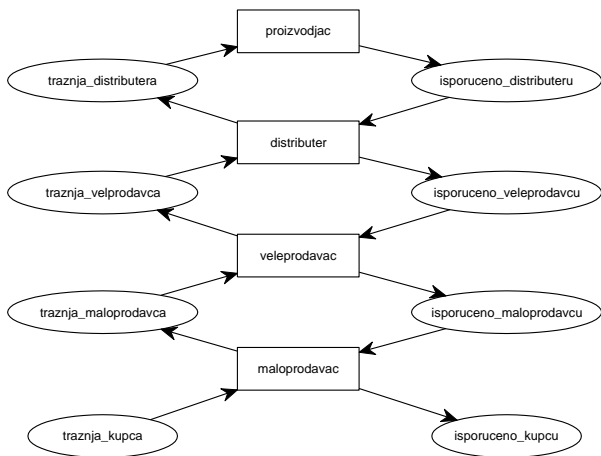 proizvodjac
traznja_distributera
isporuceno_distributeru
distributer
traznja_velprodavca
isporuceno_veleprodavcu
veleprodavac
traznja_maloprodavca
isporuceno_maloprodavcu
maloprodavac
traznja_kupca
isporuceno_kupcu